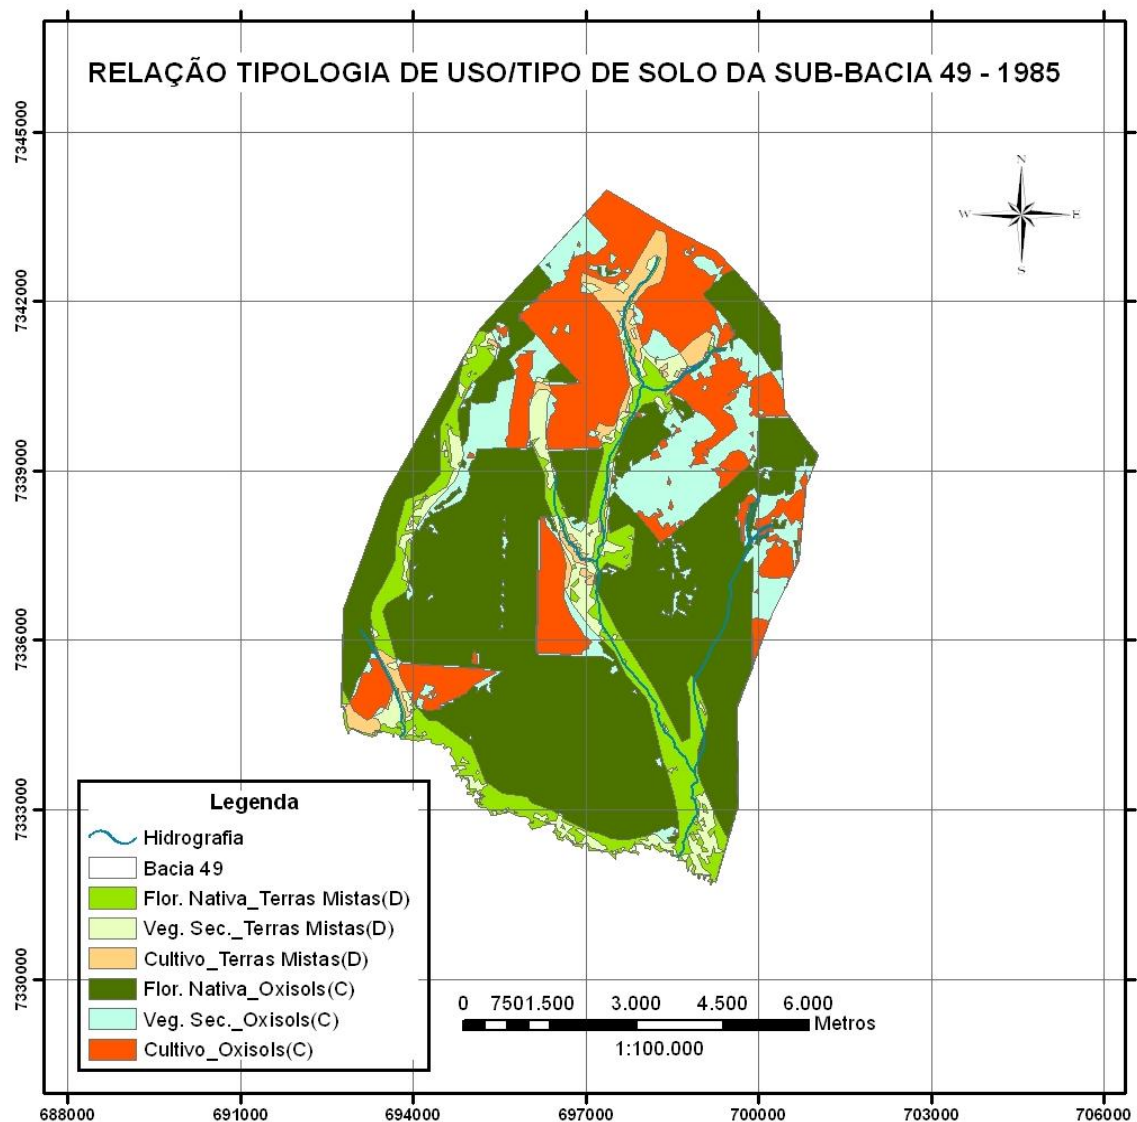 RELAÇÃO TIPOLOGIA DE USO/TIPO DE SOLO DA SUB-BACIA 49 - 1985
7345000
7342000
7339000
7336000
7333000
7330000
N
W E
S
Legenda
Hidrografia
Bacia 49
Flor. Nativa_Terras Mistas(D)
Veg. Sec._Terras Mistas(D)
Cultivo_Terras Mistas(D)
Flor. Nativa_Oxisols(C)
Veg. Sec._Oxisols(C)
Cultivo_Oxisols(C)
0 750 1.500 3.000 4.500 6.000
Metros
1:100.000
688000 691000 694000 697000 700000 703000 706000